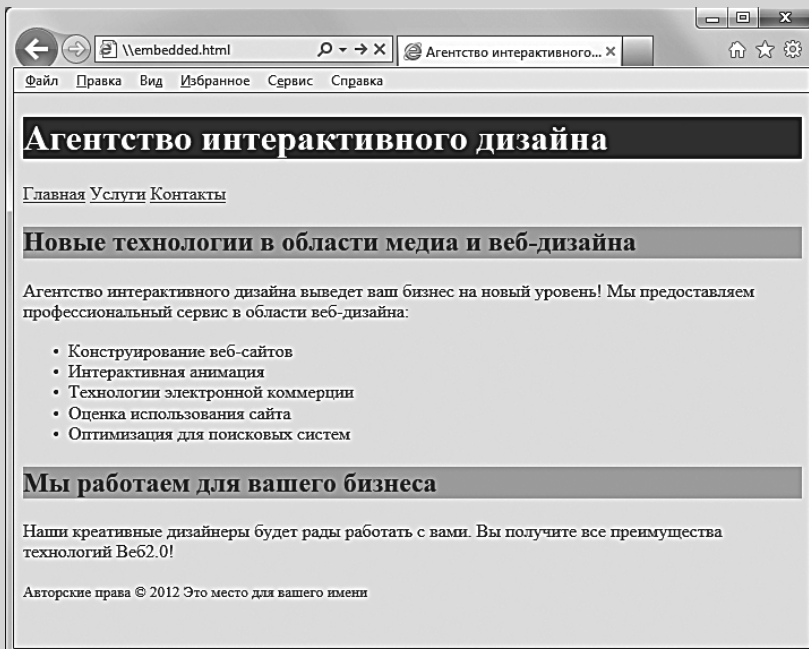 \\embedded.html
Агентство интерактивного...
Файл Правка Вид Избранное Сервис Справка
Агентство интерактивного дизайна
Главная Услуги Контакты
Новые технологии в области медиа и веб-дизайна
Агентство интерактивного дизайна выведет ваш бизнес на новый уровень! Мы предоставляем
профессиональный сервис в области веб-дизайна:
• Конструирование веб-сайтов
• Интерактивная анимация
• Технологии электронной коммерции
• Оценка использования сайта
• Оптимизация для поисковых систем
Мы работаем для вашего бизнеса
Наши креативные дизайнеры будет рады работать с вами. Вы получите все преимущества
технологий Веб2.0!
Авторские права © 2012 Это место для вашего имени